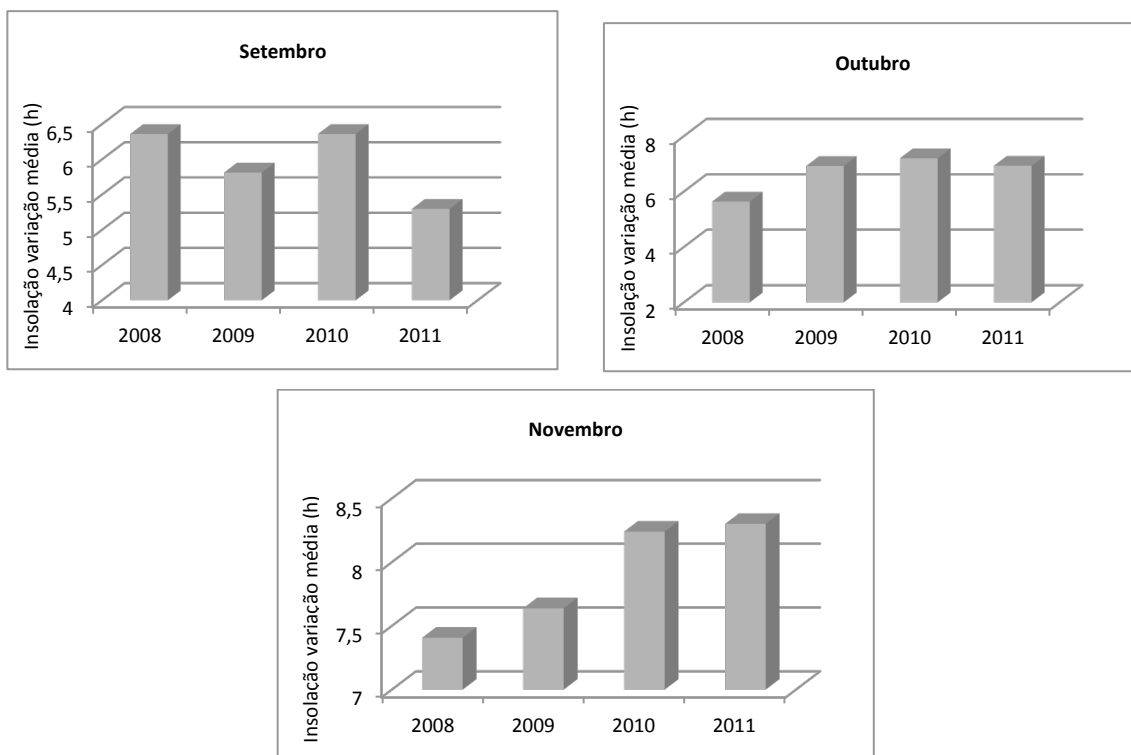 Setembro
Insolação variação média (h)
6,5
6
5,5
5
4,5
4
2008 2009 2010 2011
Outubro
Insolação variação média (h)
8
6
4
2
2008 2009 2010 2011
Novembro
Insolação variação média (h)
8,5
8
7,5
7
2008 2009 2010 2011